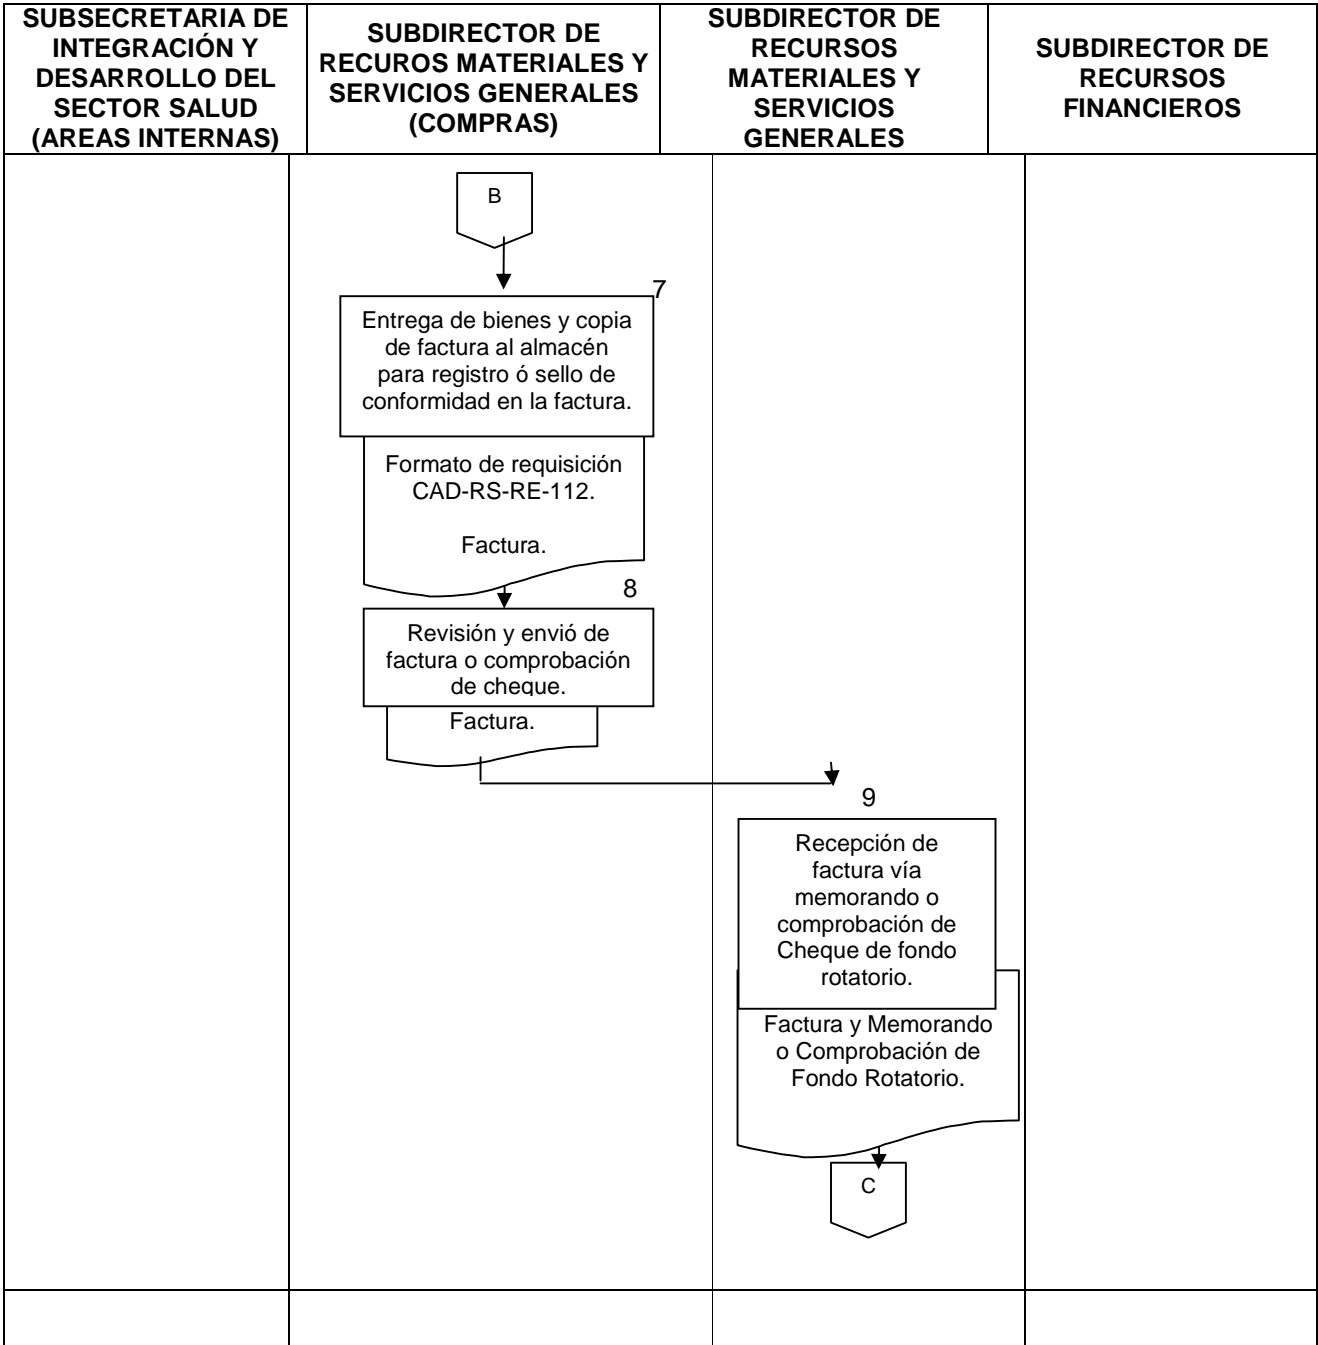 SUBSECRETARIA DE
INTEGRACIÓN Y
DESARROLLO DEL
SECTOR SALUD
(AREAS INTERNAS)
SUBDIRECTOR DE
RECUROS MATERIALES Y
SERVICIOS GENERALES
(COMPRAS)
SUBDIRECTOR DE
RECURSOS
MATERIALES Y
SERVICIOS
GENERALES
SUBDIRECTOR DE
RECURSOS
FINANCIEROS
B
7
Entrega de bienes y copia
de factura al almacén
para registro ó sello de
conformidad en la factura.
Formato de requisición
CAD-RS-RE-112.
Factura.
8
Revisión y envió de
factura o comprobación
de cheque.
Factura.
9
Recepción de
factura vía
memorando o
comprobación de
Cheque de fondo
rotatorio.
Factura y Memorando
o Comprobación de
Fondo Rotatorio.
C